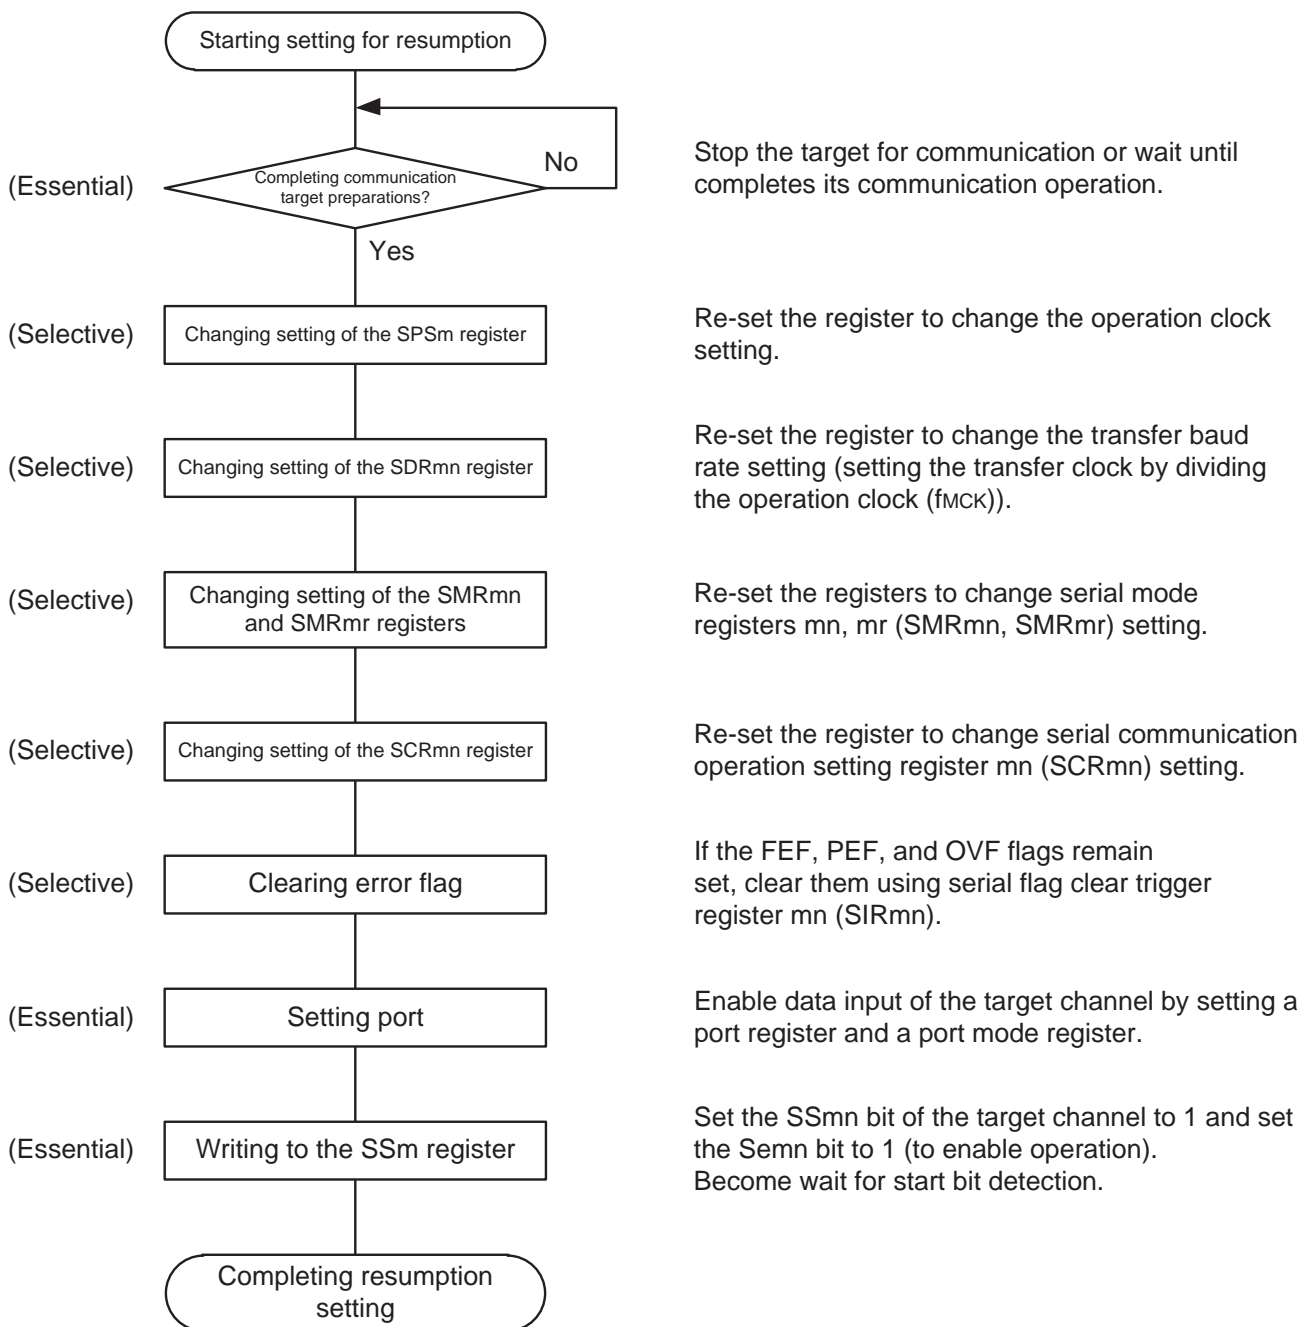 Starting setting for resumption
(Essential)
Completing communication
target preparations?
No
Stop the target for communication or wait until
completes its communication operation.
Yes
(Selective)
Changing setting of the SPSm register
Re-set the register to change the operation clock
setting.
(Selective)
Changing setting of the SDRmn register
Re-set the register to change the transfer baud
rate setting (setting the transfer clock by dividing
the operation clock (fMCK)).
(Selective)
Changing setting of the SMRmn
and SMRmr registers
Re-set the registers to change serial mode
registers mn, mr (SMRmn, SMRmr) setting.
(Selective)
Changing setting of the SCRmn register
Re-set the register to change serial communication
operation setting register mn (SCRmn) setting.
(Selective)
Clearing error flag
If the FEF, PEF, and OVF flags remain
set, clear them using serial flag clear trigger
register mn (SIRmn).
(Essential)
Setting port
Enable data input of the target channel by setting a
port register and a port mode register.
(Essential)
Writing to the SSm register
Set the SSmn bit of the target channel to 1 and set
the Semn bit to 1 (to enable operation).
Become wait for start bit detection.
Completing resumption
setting